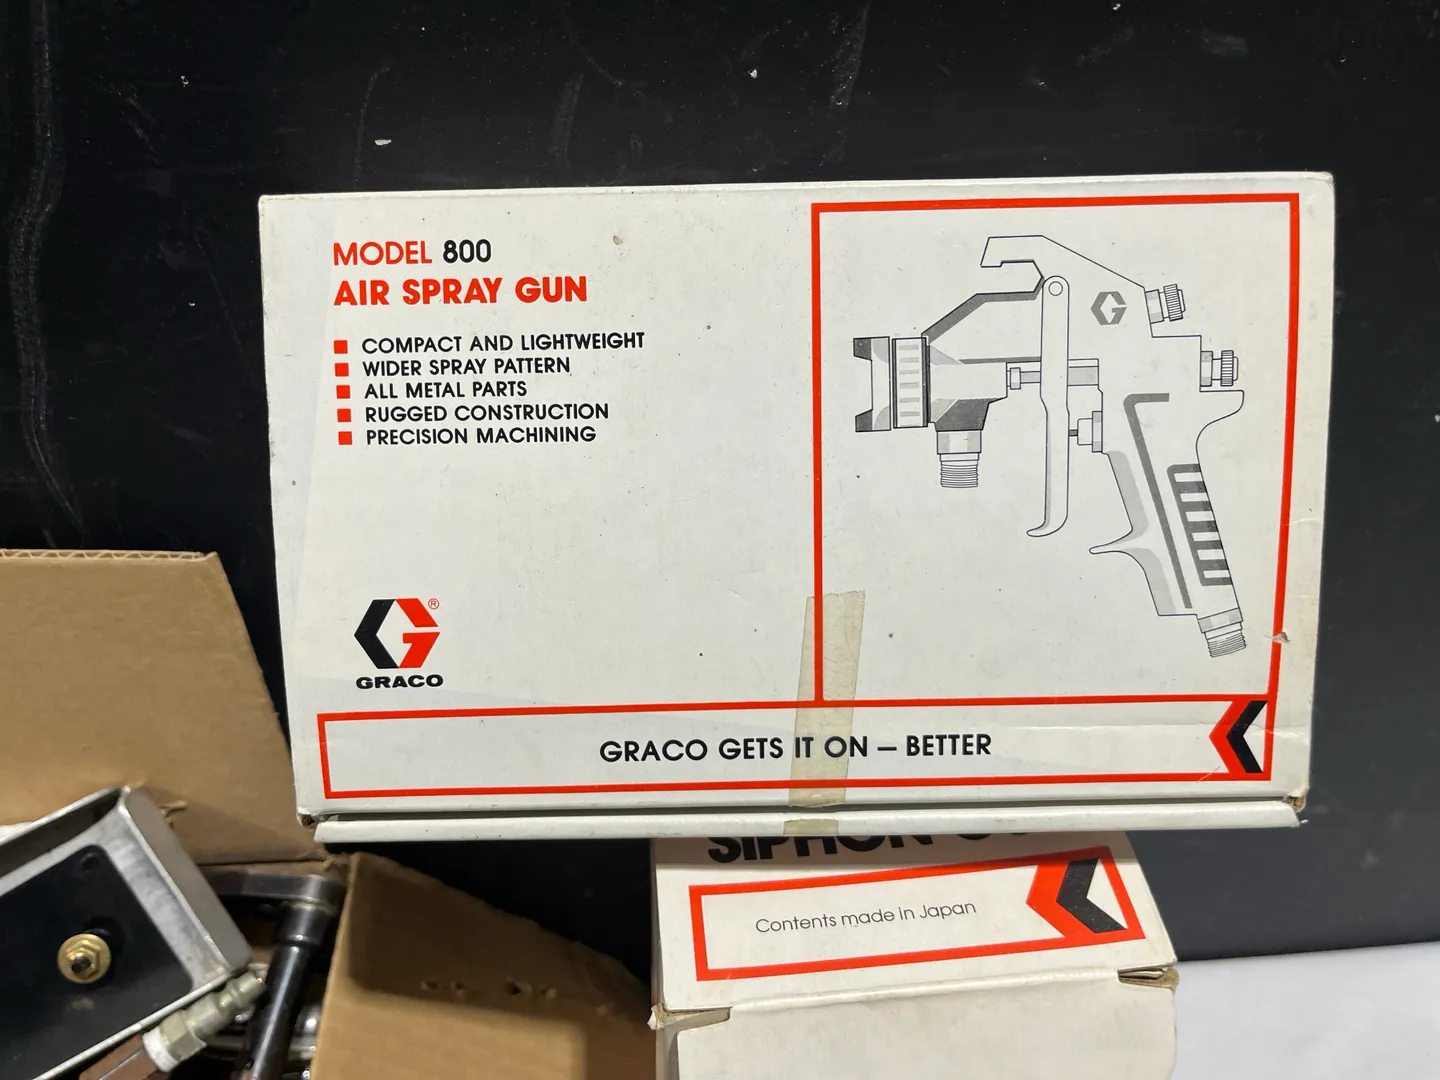 MODEL 800
AIR SPRAY GUN
COMPACT AND LIGHTWEIGHT
WIDER SPRAY PATTERN
ALL METAL PARTS
RUGGED CONSTRUCTION
PRECISION MACHINING
G
®
GRACO
GRACO GETS IT ON — BETTER
SIPHON
Contents made in Japan